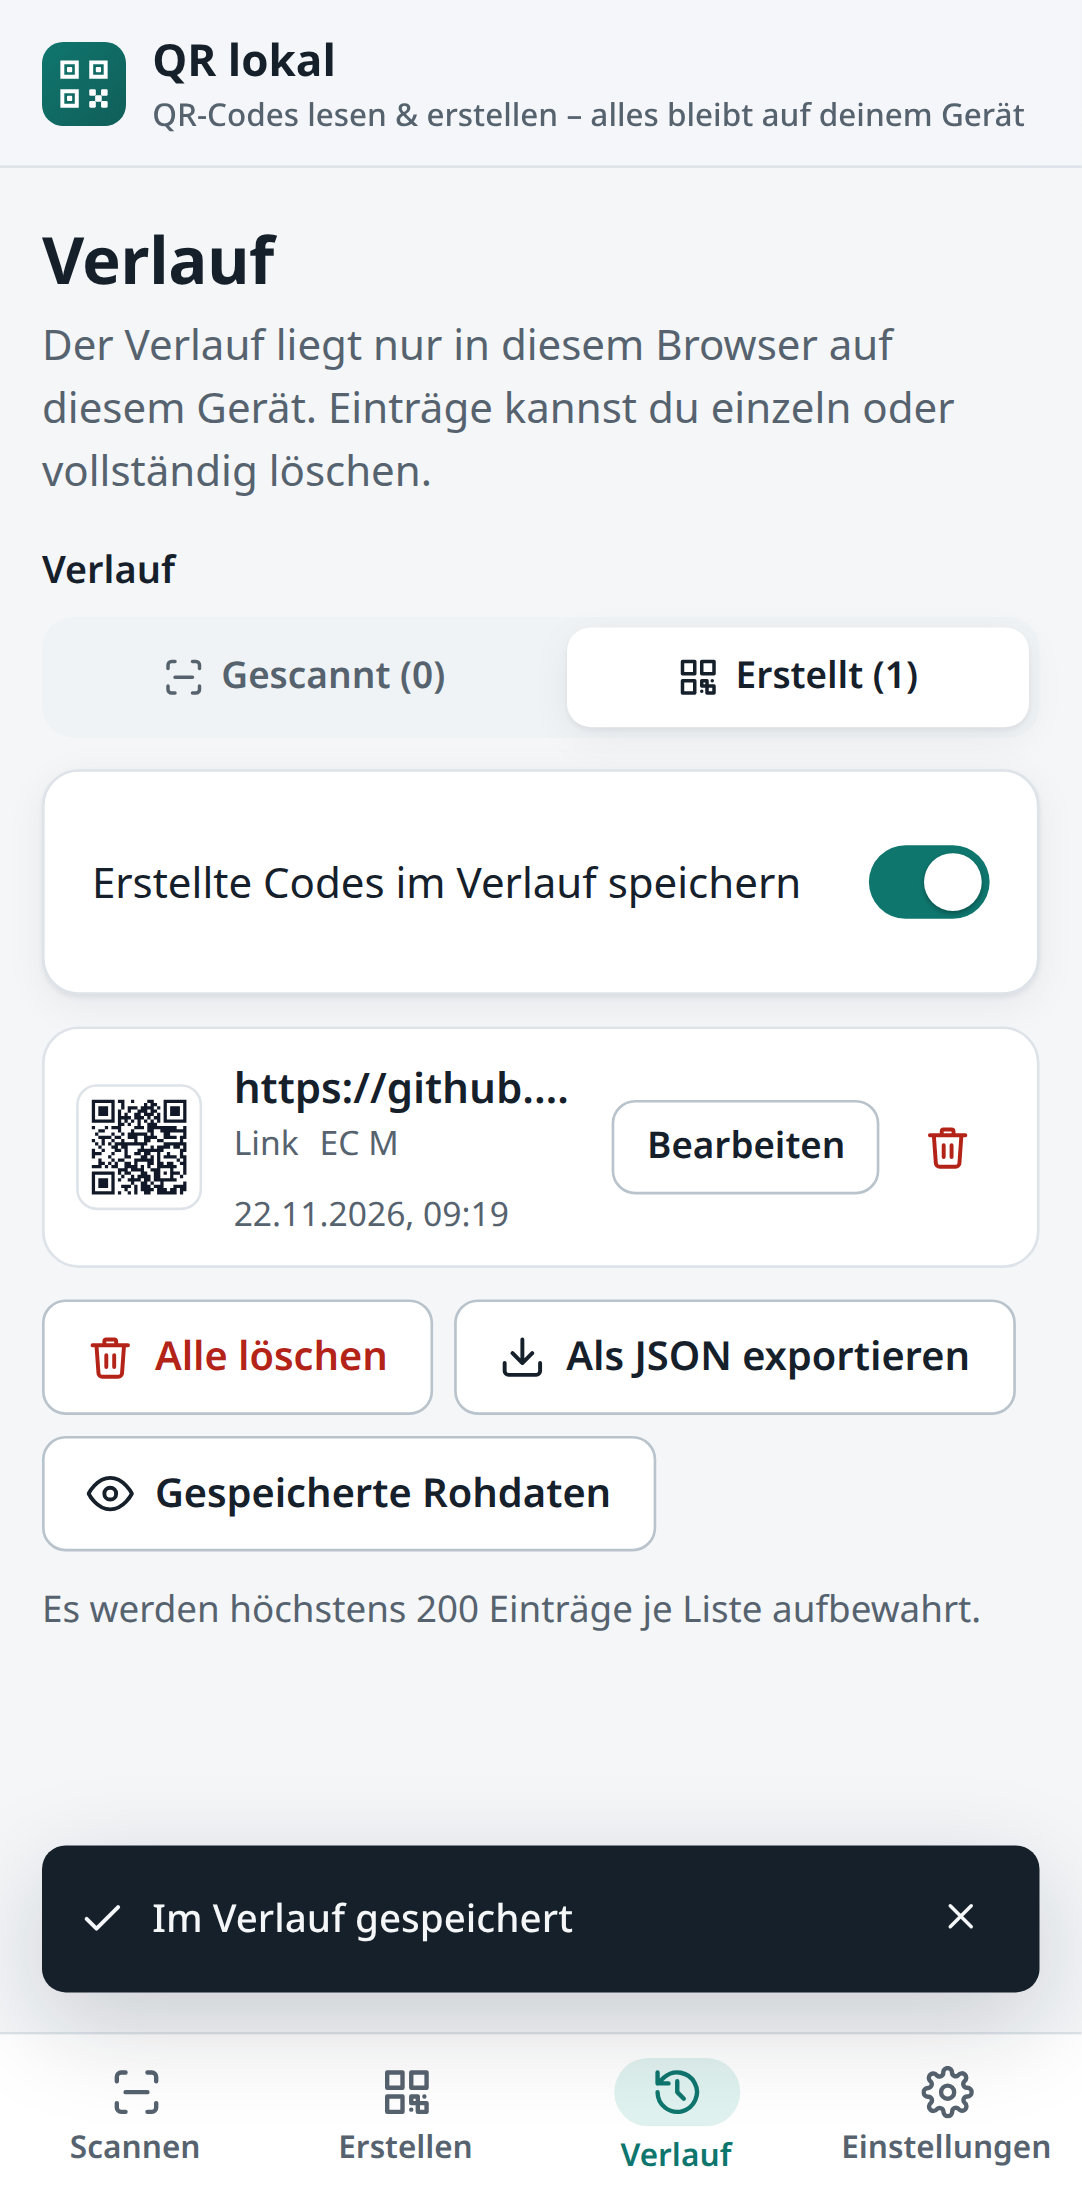 QR lokal
QR-Codes lesen & erstellen – alles bleibt auf deinem Gerät
Verlauf
Der Verlauf liegt nur in diesem Browser auf
diesem Gerät. Einträge kannst du einzeln oder
vollständig löschen.
Verlauf
Gescannt (0)
Erstellt (1)
Erstellte Codes im Verlauf speichern
https://github....
Link EC M
22.11.2026, 09:19
Bearbeiten
Alle löschen
Als JSON exportieren
Gespeicherte Rohdaten
Es werden höchstens 200 Einträge je Liste aufbewahrt.
Im Verlauf gespeichert
Scannen
Erstellen
Verlauf
Einstellungen